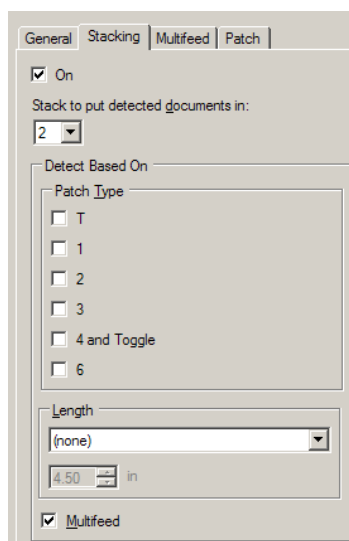 General Stacking Multifeed Patch
On
Stack to put detected documents in:
2
Detect Based On
Patch Type
T
1
2
3
4 and Toggle
6
Length
(none)
4.50 in
Multifeed